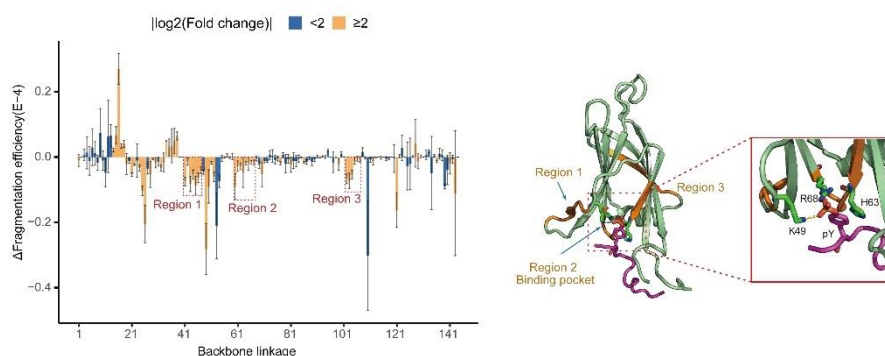 |log2(Fold change)| <2 ≥2
ΔFragmentation efficiency(E-4)
0.2
0.0
−0.2
−0.4
Region 1
Region 2
Region 3
1 21 41 61 81 101 121 141
Backbone linkage
Region 1
Region 3
Region 2
Binding pocket
R68
H63
K49
pY